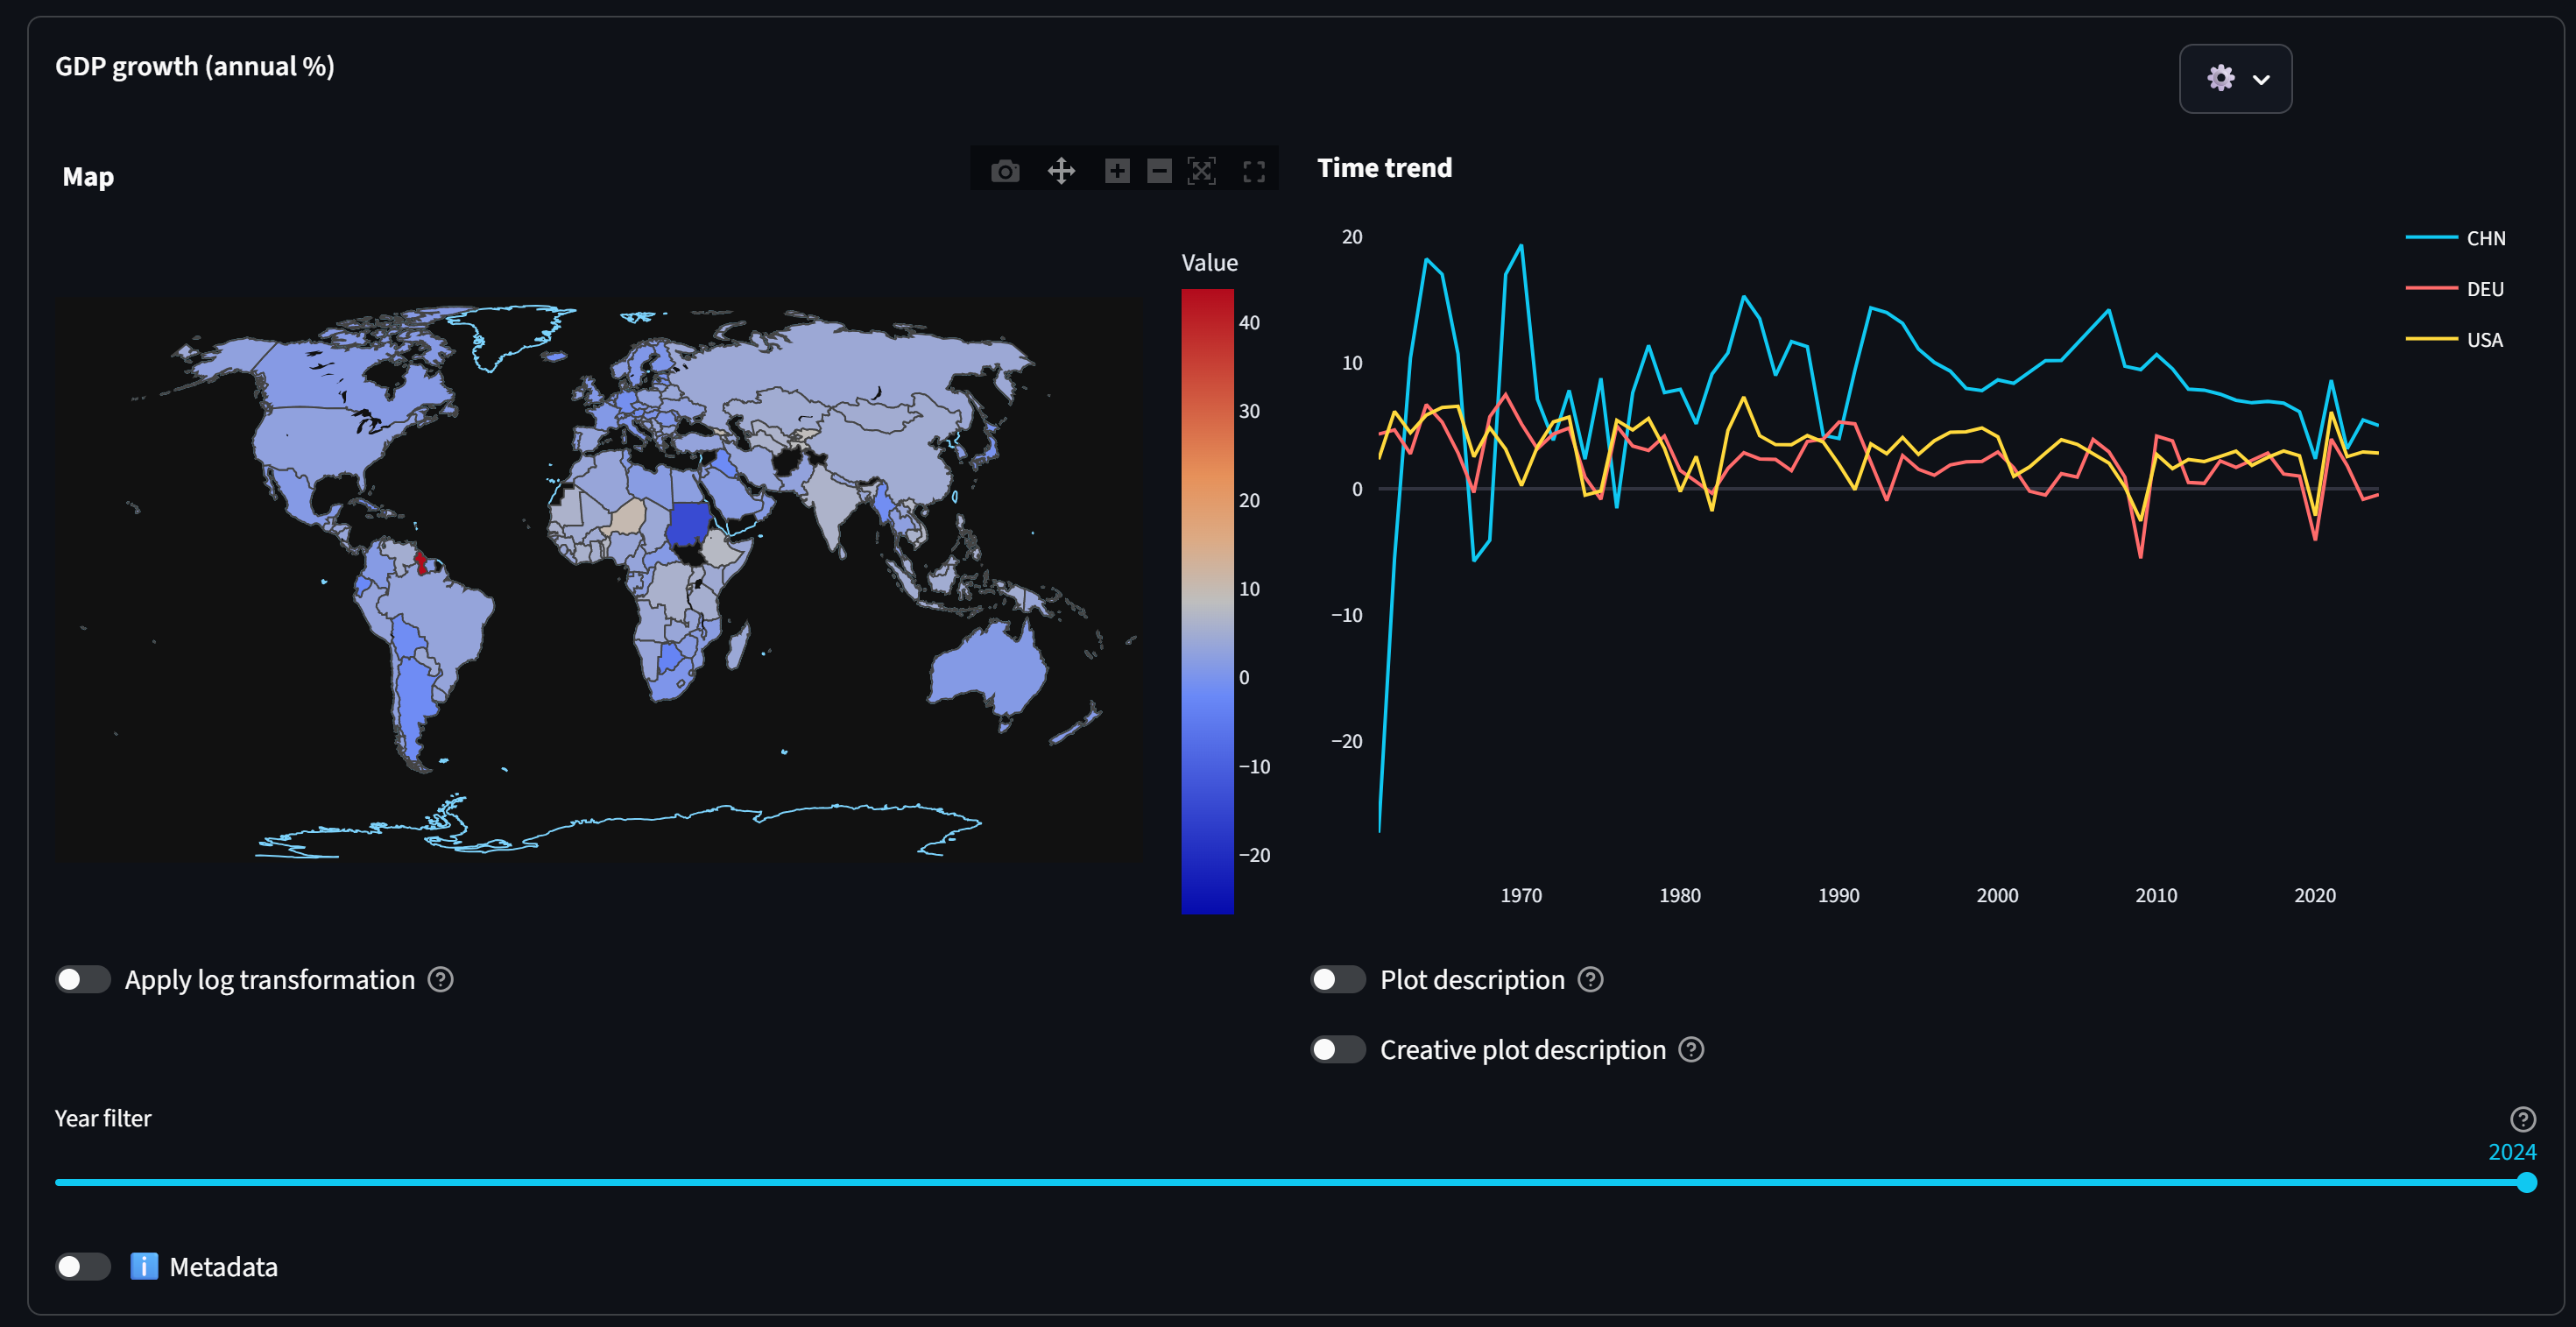 GDP growth (annual %)
Map
Time trend
Value
40
30
20
10
0
−10
−20
20
10
0
−10
−20
1970 1980 1990 2000 2010 2020
CHN
DEU
USA
Apply log transformation ?
Plot description ?
Creative plot description ?
Year filter ?
2024
i Metadata